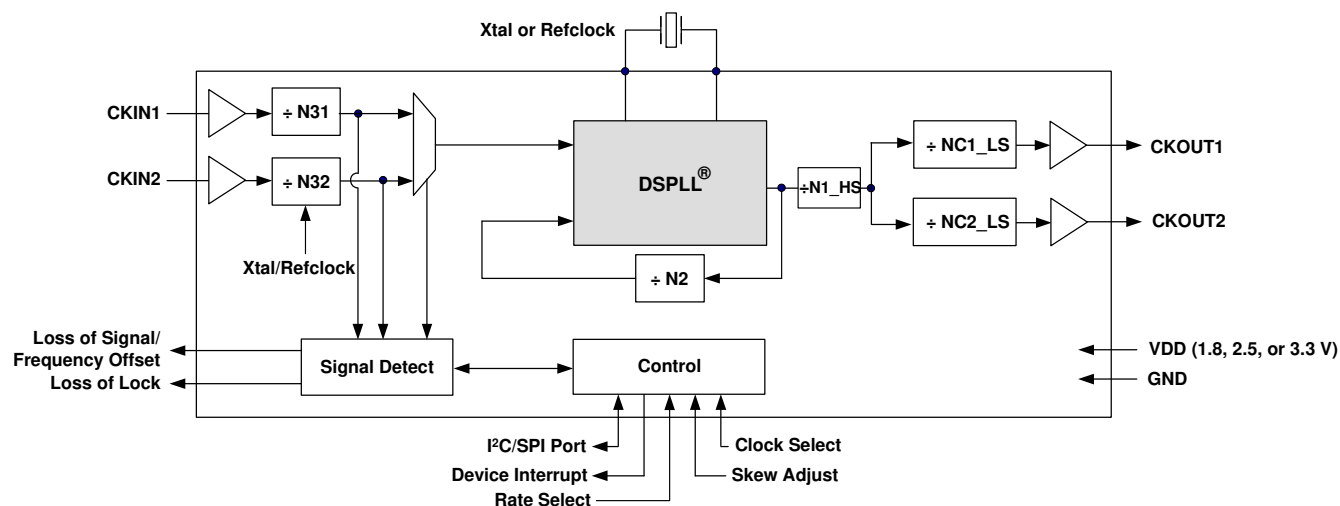 Xtal or Refclock
CKIN1
÷ N31
CKIN2
÷ N32
Xtal/Refclock
DSPLL®
÷ N2
÷N1_HS
÷ NC1_LS
CKOUT1
÷ NC2_LS
CKOUT2
Loss of Signal/
Frequency Offset
Loss of Lock
Signal Detect
Control
VDD (1.8, 2.5, or 3.3 V)
GND
I²C/SPI Port
Device Interrupt
Rate Select
Clock Select
Skew Adjust